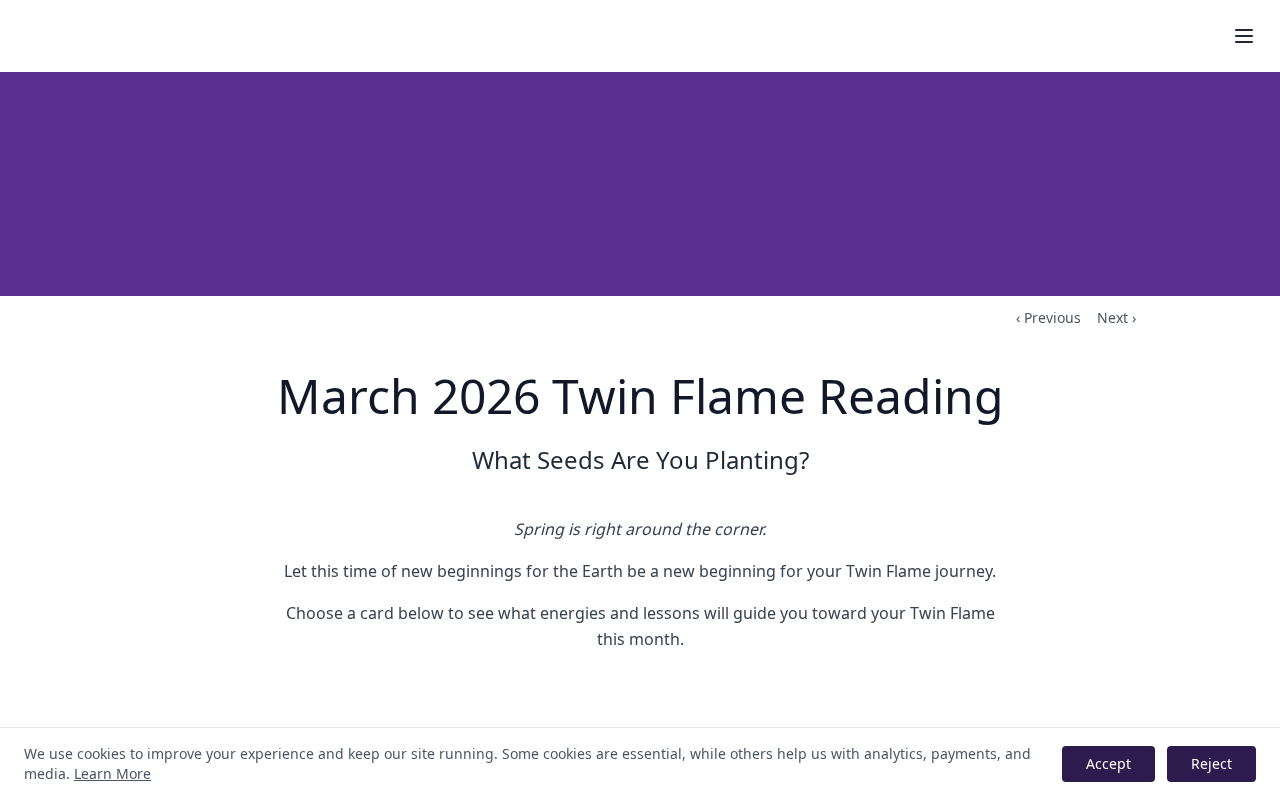 ‹ Previous Next ›
March 2026 Twin Flame Reading
What Seeds Are You Planting?
Spring is right around the corner.
Let this time of new beginnings for the Earth be a new beginning for your Twin Flame journey.
Choose a card below to see what energies and lessons will guide you toward your Twin Flame
this month.
We use cookies to improve your experience and keep our site running. Some cookies are essential, while others help us with analytics, payments, and
media. Learn More
Accept
Reject